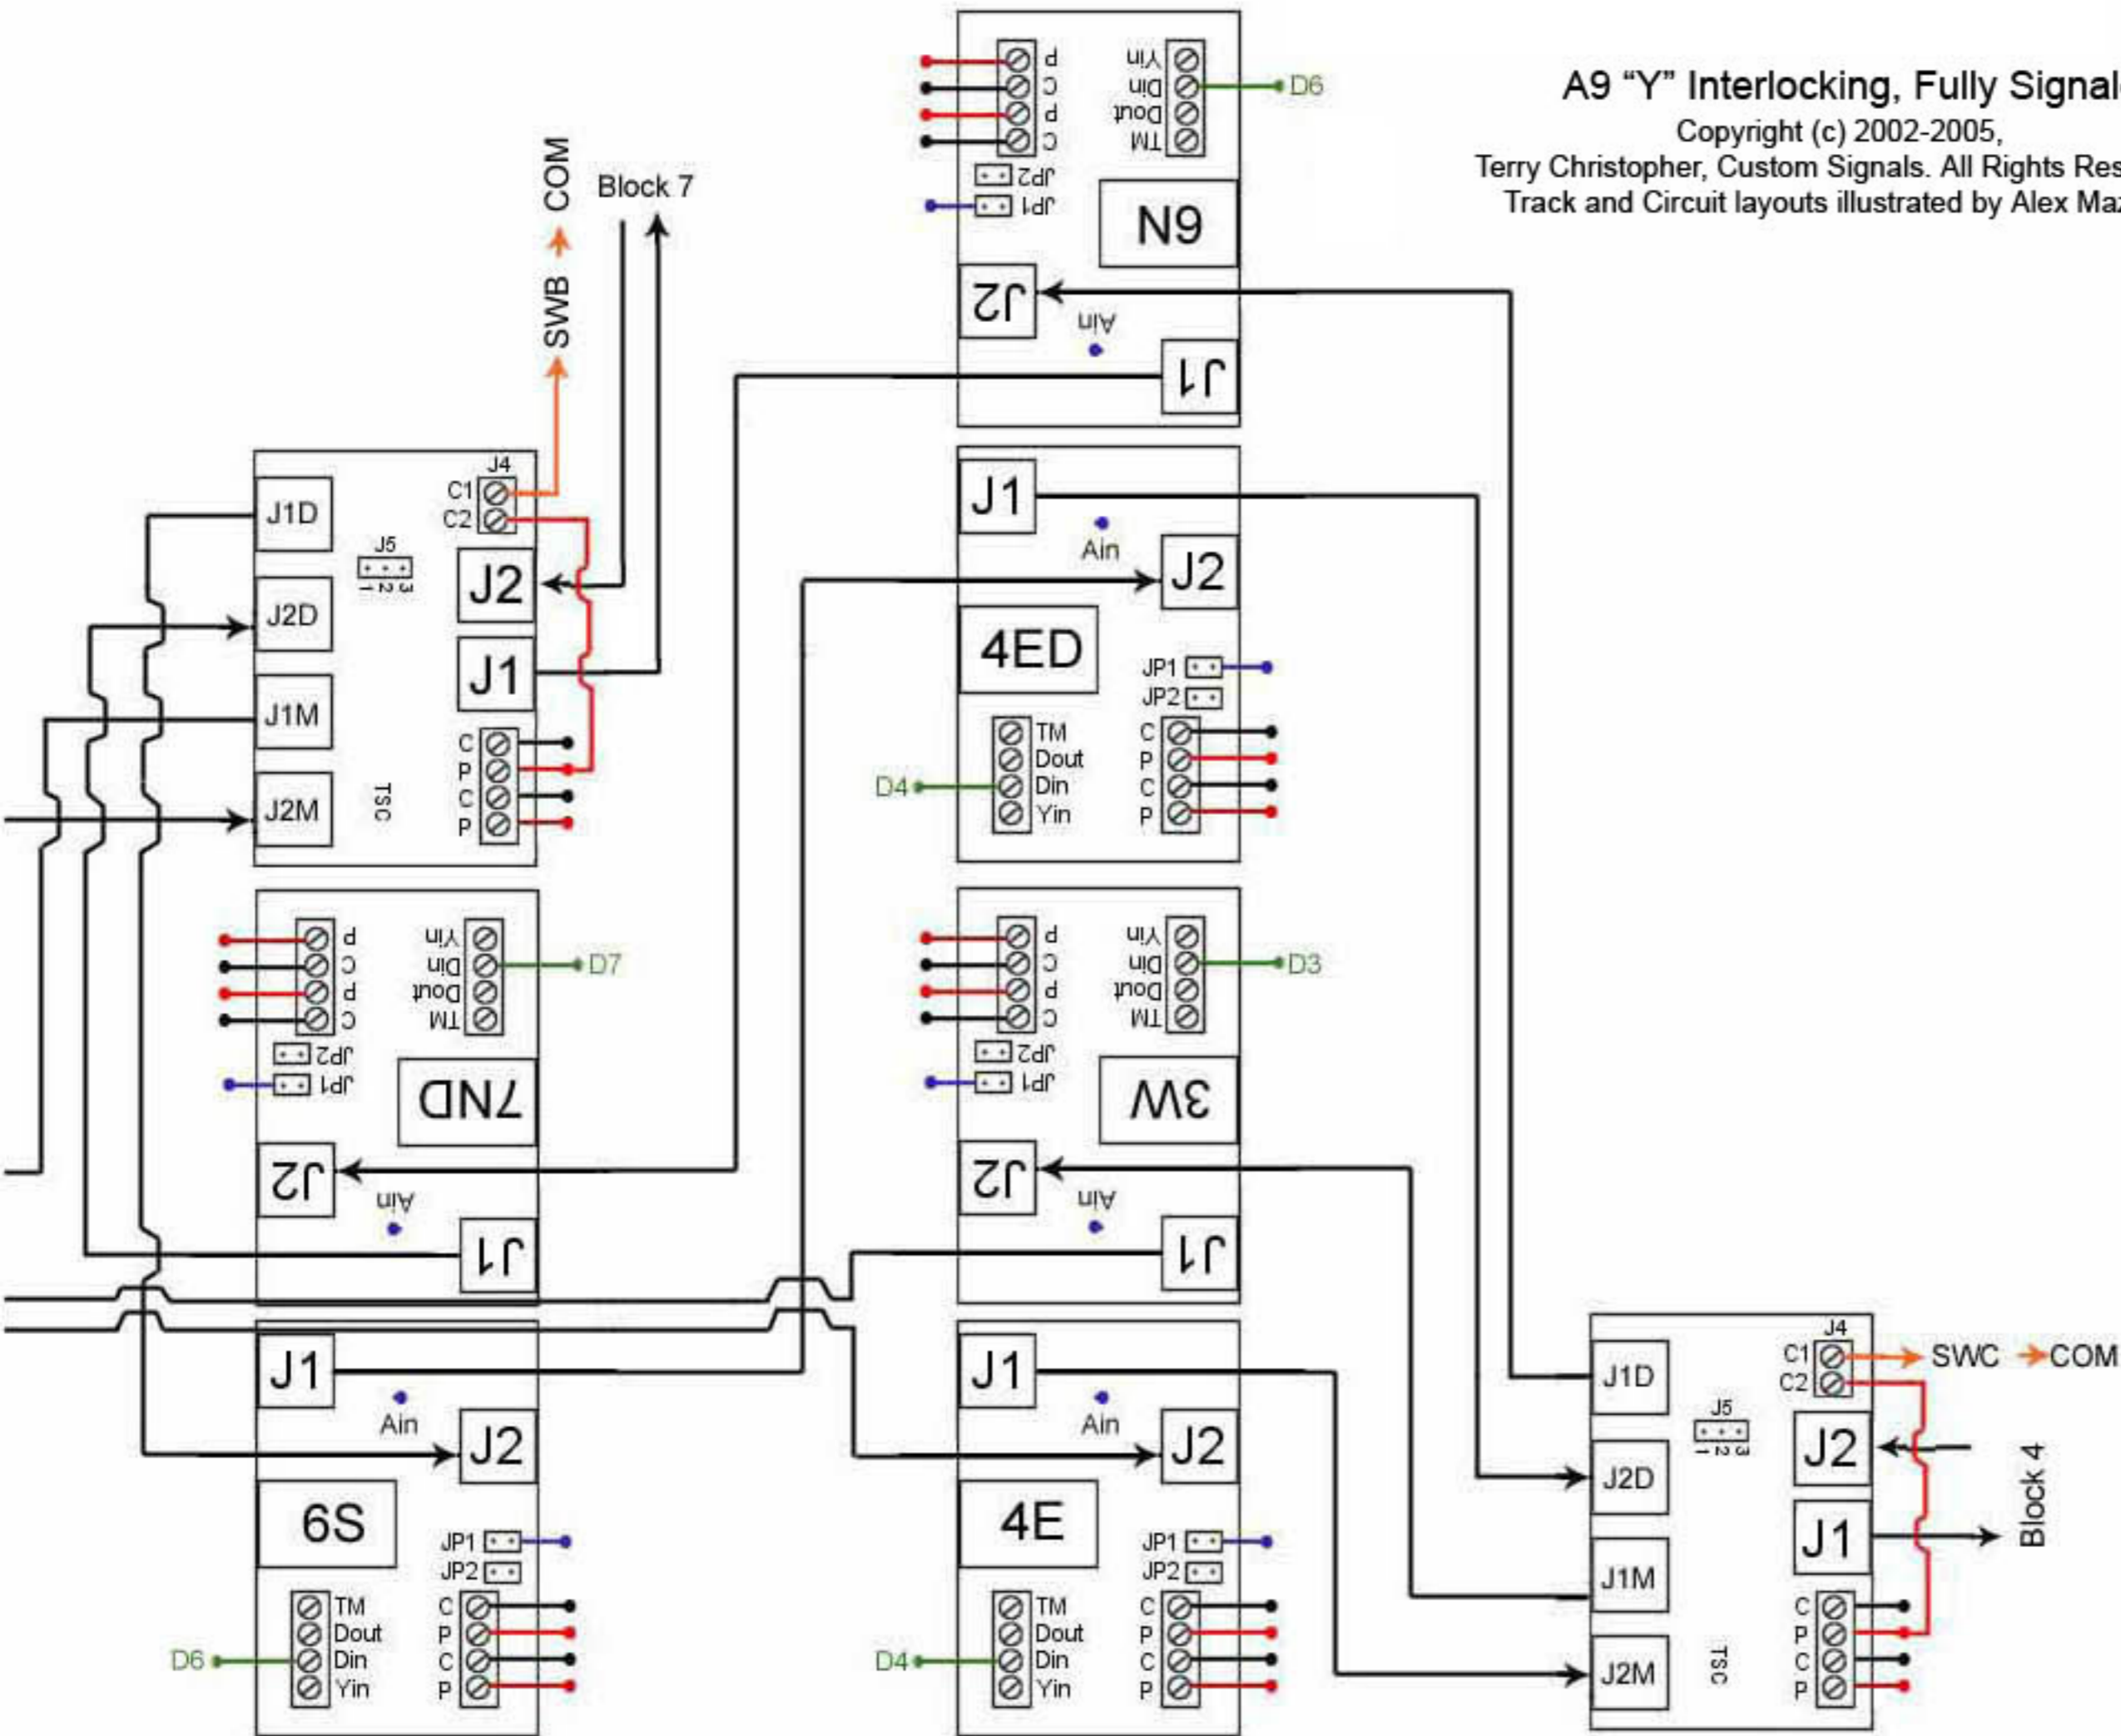 A9 “Y” Interlocking, Fully Signal
Copyright (c) 2002-2005,
Terry Christopher, Custom Signals. All Rights Res
Track and Circuit layouts illustrated by Alex Maz
COM
SWB
Block 7
J4
C1
C2
J1D
J2D
J1M
J2M
J5
1 2 3
J2
J1
TSC
C
P
C
P
P
C
P
C
Yin
Din
Dout
TM
D6
JP2
JP1
6N
J2
Ain
J1
J1
Ain
J2
4ED
JP1
JP2
TM
Dout
Din
Yin
D4
C
P
C
P
P
C
P
C
Yin
Din
Dout
TM
D7
JP2
JP1
7ND
J2
Ain
J1
P
C
P
C
Yin
Din
Dout
TM
D3
JP2
JP1
3W
J2
Ain
J1
J1
Ain
J2
6S
JP1
JP2
TM
Dout
Din
Yin
D6
C
P
C
P
J1
Ain
J2
4E
JP1
JP2
TM
Dout
Din
Yin
D4
C
P
C
P
J4
C1
C2
SWC
COM
J1D
J2D
J1M
J2M
J5
1 2 3
J2
J1
Block 4
TSC
C
P
C
P